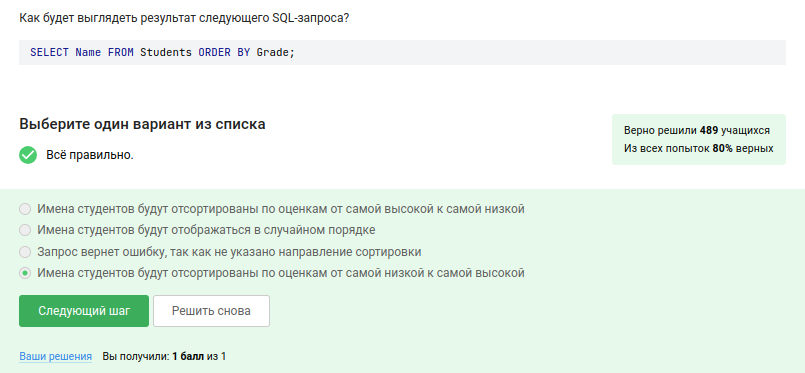 Как будет выглядеть результат следующего SQL-запроса?
SELECT Name FROM Students ORDER BY Grade;
Выберите один вариант из списка
Всё правильно.
Верно решили 489 учащихся
Из всех попыток 80% верных
Имена студентов будут отсортированы по оценкам от самой высокой к самой низкой
Имена студентов будут отображаться в случайном порядке
Запрос вернет ошибку, так как не указано направление сортировки
Имена студентов будут отсортированы по оценкам от самой низкой к самой высокой
Следующий шаг
Решить снова
Ваши решения Вы получили: 1 балл из 1